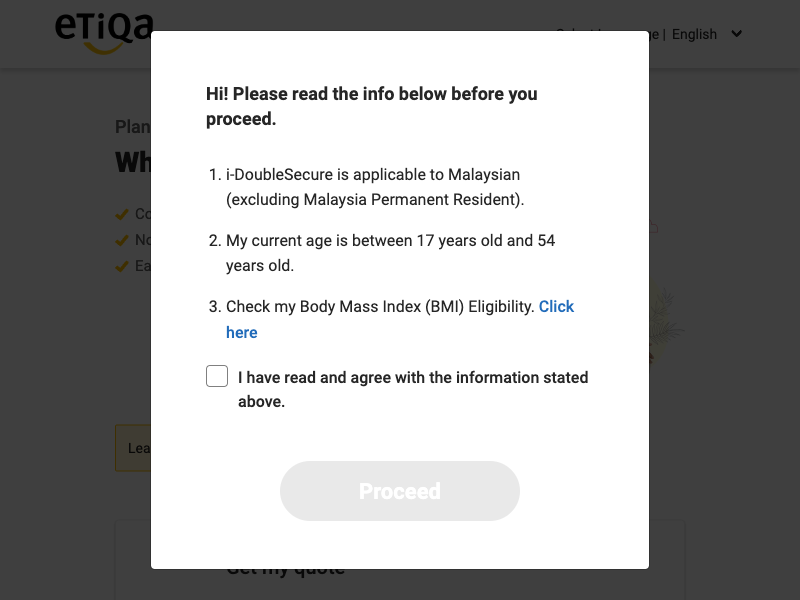 eTiQa
English
Hi! Please read the info below before you
proceed.
1. i-DoubleSecure is applicable to Malaysian
(excluding Malaysia Permanent Resident).
2. My current age is between 17 years old and 54
years old.
3. Check my Body Mass Index (BMI) Eligibility. Click
here
I have read and agree with the information stated
above.
Proceed
Get my quote